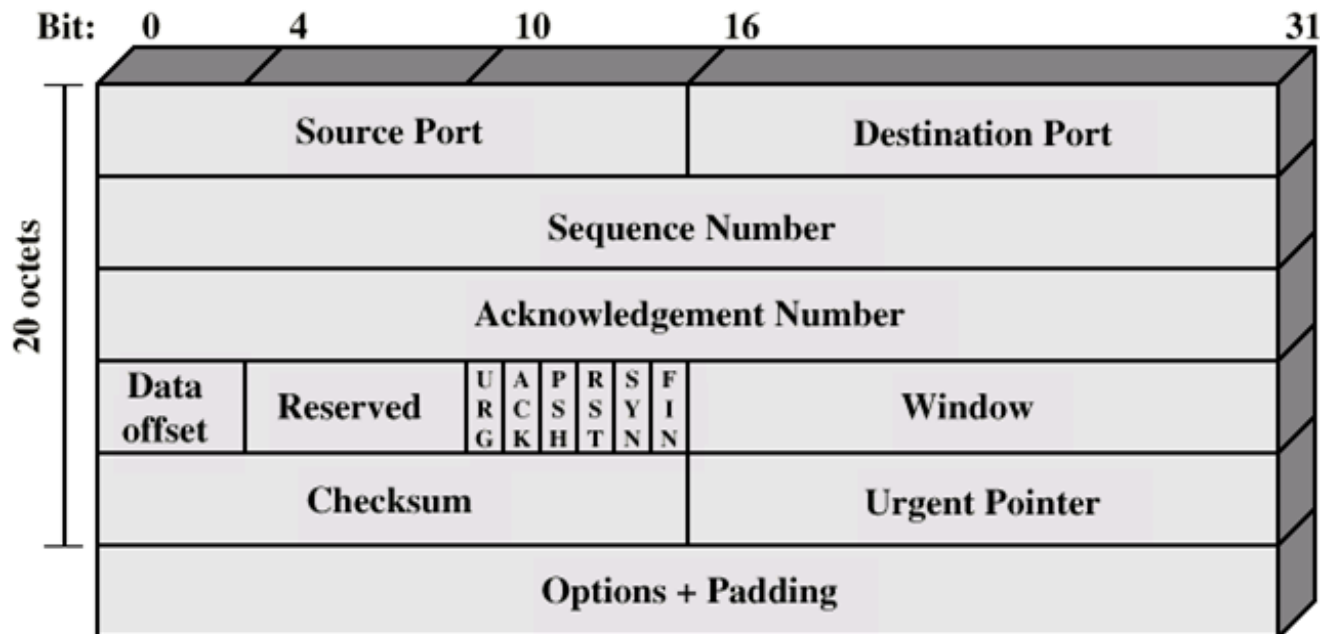 Bit: 0 4 10 16 31
Source Port Destination Port
Sequence Number
20 octets
Acknowledgement Number
Data offset Reserved URG ACK PSH RST SYN FIN Window
Checksum Urgent Pointer
Options + Padding